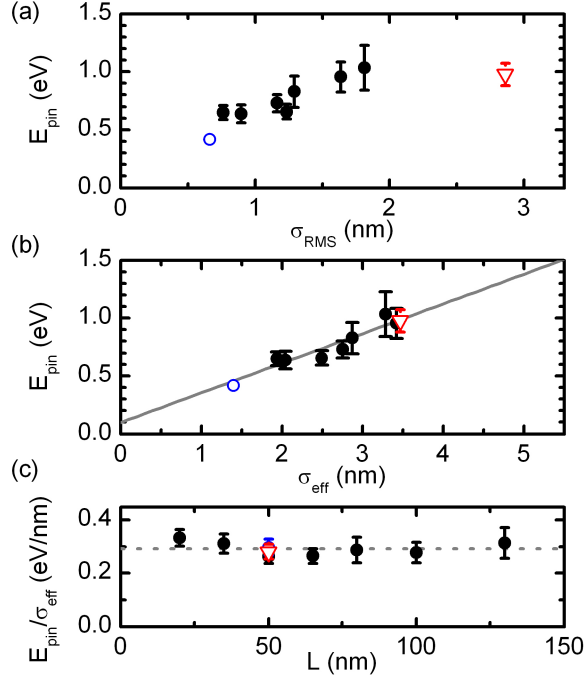 (a)
1.5
1.0
0.5
0.0
E_pin (eV)
0 1 2 3
σ_RMS (nm)
(b)
1.5
1.0
0.5
0.0
E_pin (eV)
0 1 2 3 4 5
σ_eff (nm)
(c)
0.4
0.2
0.0
E_pin/σ_eff (eV/nm)
0 50 100 150
L (nm)